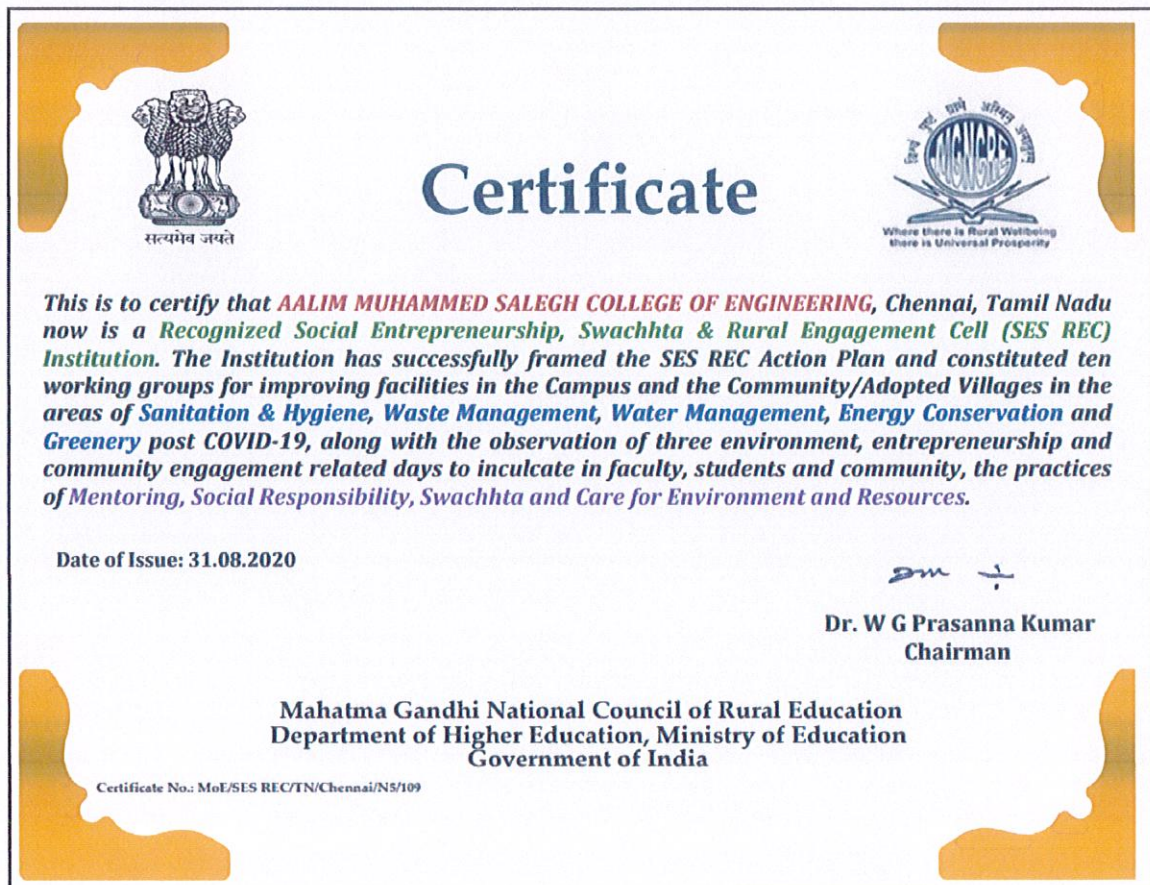 सत्यमेव जयते
Certificate
MGNCRE
Where there is Rural Wellbeing
there is Universal Prosperity
This is to certify that AALIM MUHAMMED SALEGH COLLEGE OF ENGINEERING, Chennai, Tamil Nadu
now is a Recognized Social Entrepreneurship, Swachhta & Rural Engagement Cell (SES REC)
Institution. The Institution has successfully framed the SES REC Action Plan and constituted ten
working groups for improving facilities in the Campus and the Community/Adopted Villages in the
areas of Sanitation & Hygiene, Waste Management, Water Management, Energy Conservation and
Greenery post COVID-19, along with the observation of three environment, entrepreneurship and
community engagement related days to inculcate in faculty, students and community, the practices
of Mentoring, Social Responsibility, Swachhta and Care for Environment and Resources.
Date of Issue: 31.08.2020
Dr. W G Prasanna Kumar
Chairman
Mahatma Gandhi National Council of Rural Education
Department of Higher Education, Ministry of Education
Government of India
Certificate No.: MoE/SES REC/TN/Chennai/N5/109